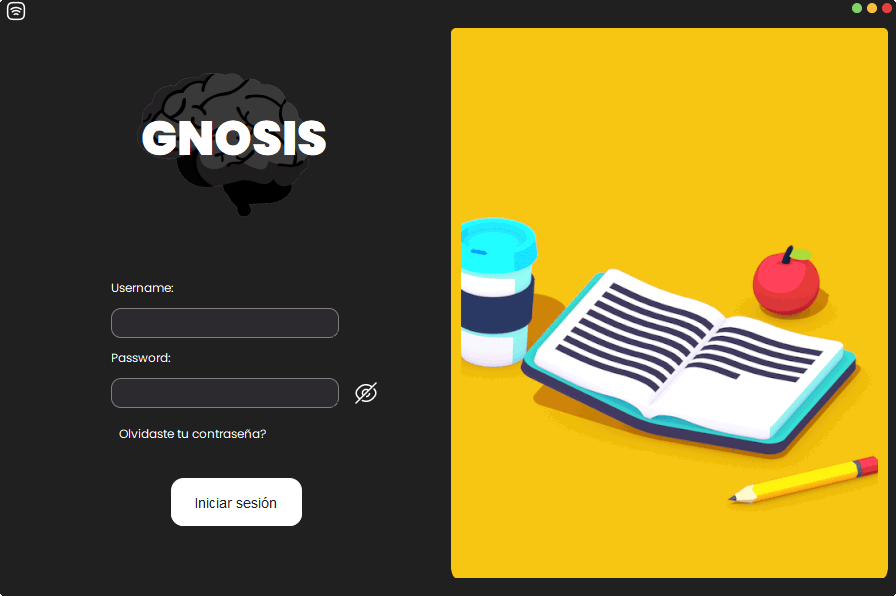 GNOSIS
Username:
Password:
Olvidaste tu contraseña?
Iniciar sesión